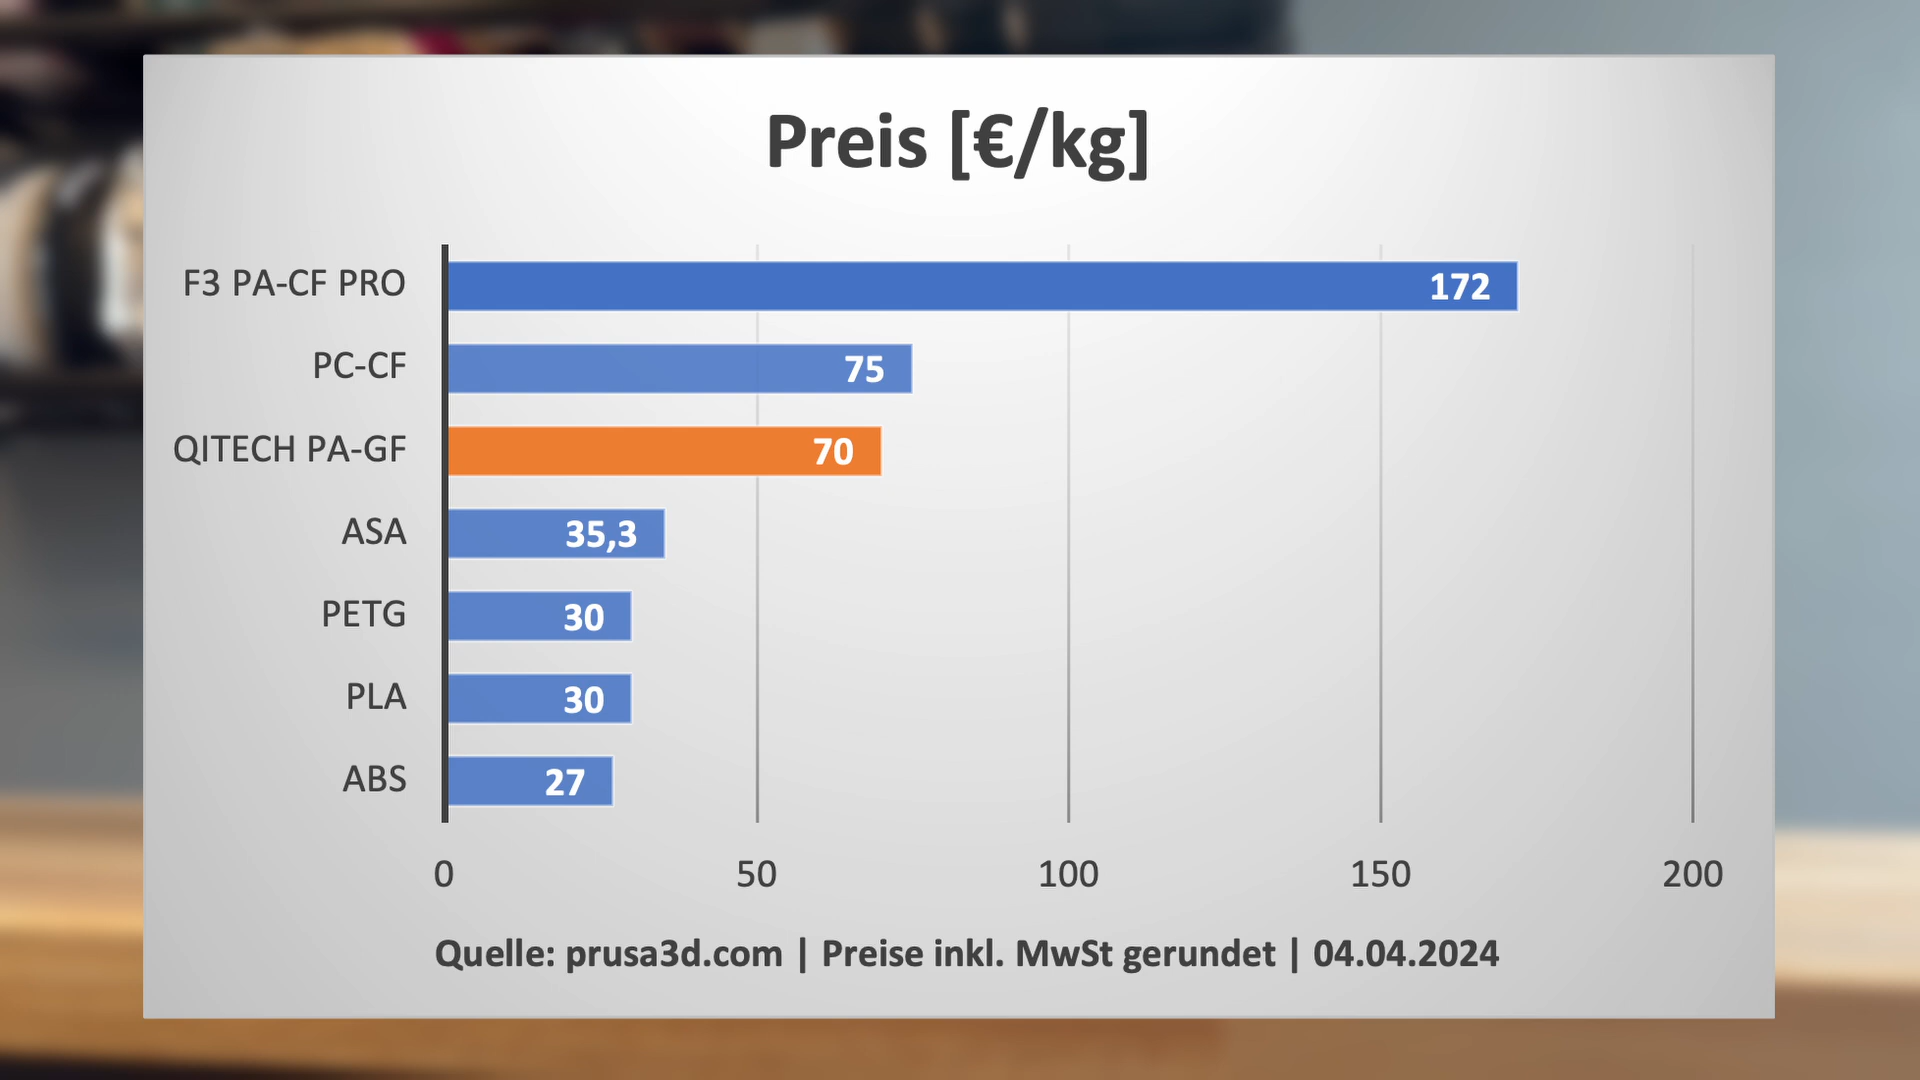 Preis [€/kg]
F3 PA-CF PRO 172
PC-CF 75
QITECH PA-GF 70
ASA 35,3
PETG 30
PLA 30
ABS 27
0 50 100 150 200
Quelle: prusa3d.com | Preise inkl. MwSt gerundet | 04.04.2024